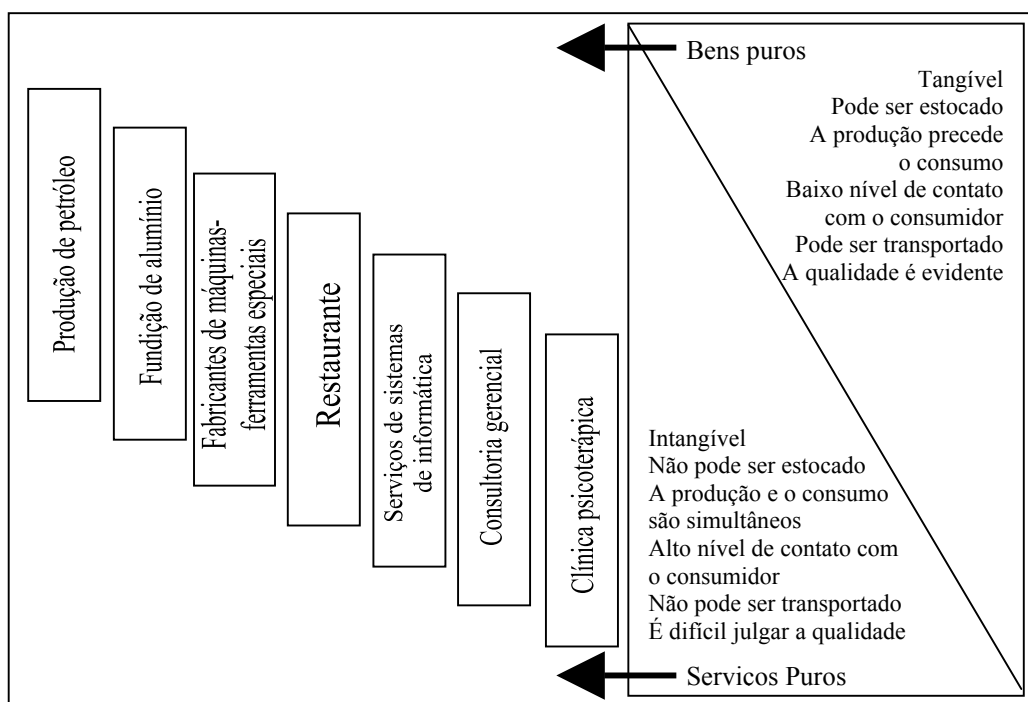 Produção de petróleo
Fundição de alumínio
Fabricantes de máquinas-
ferramentas especiais
Restaurante
Serviços de sistemas
de informática
Consultoria gerencial
Clínica psicoterápica
Bens puros
Tangível
Pode ser estocado
A produção precede
o consumo
Baixo nível de contato
com o consumidor
Pode ser transportado
A qualidade é evidente
Intangível
Não pode ser estocado
A produção e o consumo
são simultâneos
Alto nível de contato com
o consumidor
Não pode ser transportado
É difícil julgar a qualidade
Servicos Puros